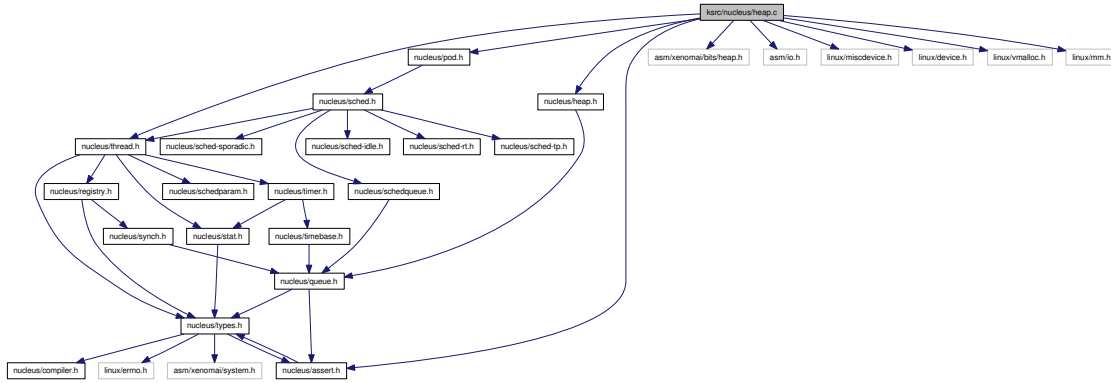 ksrc/nucleus/heap.c
nucleus/pod.h
asm/xenomai/bits/heap.h
asm/io.h
linux/miscdevice.h
linux/device.h
linux/vmalloc.h
linux/mm.h
nucleus/sched.h
nucleus/heap.h
nucleus/thread.h
nucleus/sched-sporadic.h
nucleus/sched-idle.h
nucleus/sched-rt.h
nucleus/sched-tp.h
nucleus/registry.h
nucleus/schedparam.h
nucleus/timer.h
nucleus/schedqueue.h
nucleus/synch.h
nucleus/stat.h
nucleus/timebase.h
nucleus/queue.h
nucleus/types.h
nucleus/compiler.h
linux/errno.h
asm/xenomai/system.h
nucleus/assert.h